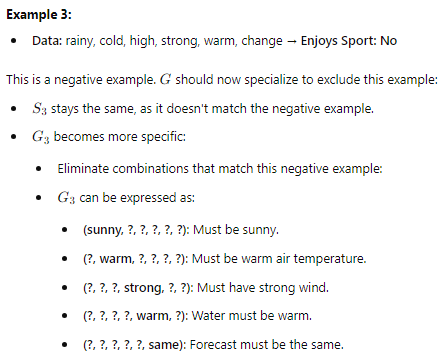 Example 3:
• Data: rainy, cold, high, strong, warm, change → Enjoys Sport: No
This is a negative example. G should now specialize to exclude this example:
• S₃ stays the same, as it doesn't match the negative example.
• G₃ becomes more specific:
• Eliminate combinations that match this negative example:
• G₃ can be expressed as:
• (sunny, ?, ?, ?, ?, ?): Must be sunny.
• (?, warm, ?, ?, ?, ?): Must be warm air temperature.
• (?, ?, ?, strong, ?, ?): Must have strong wind.
• (?, ?, ?, ?, warm, ?): Water must be warm.
• (?, ?, ?, ?, ?, same): Forecast must be the same.